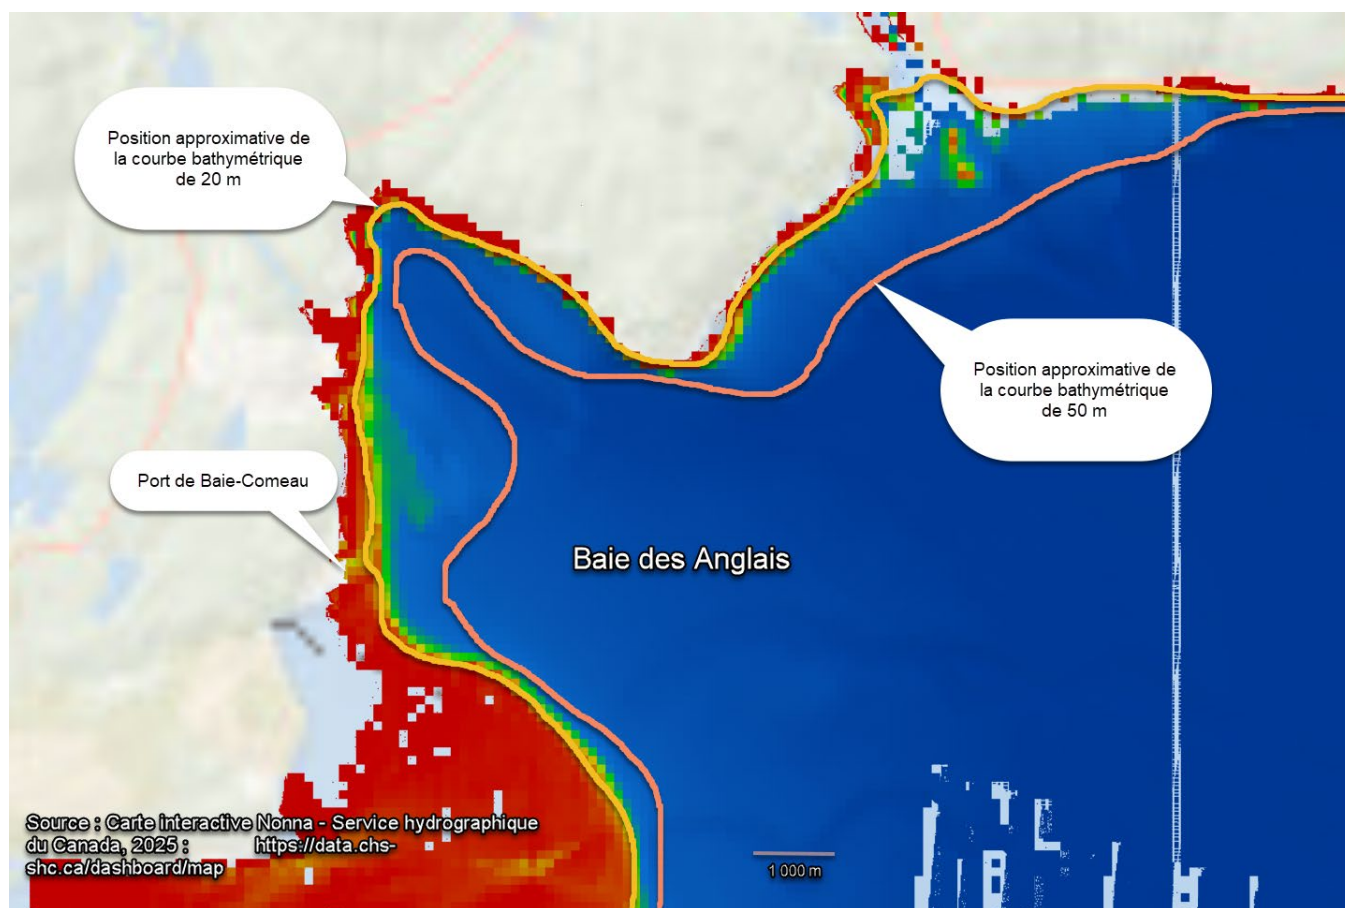 Position approximative de
la courbe bathymétrique
de 20 m
Position approximative de
la courbe bathymétrique
de 50 m
Port de Baie-Comeau
Baie des Anglais
Source : Carte interactive Nonna - Service hydrographique
du Canada, 2025 : https://data.chs-
shc.ca/dashboard/map
1 000 m